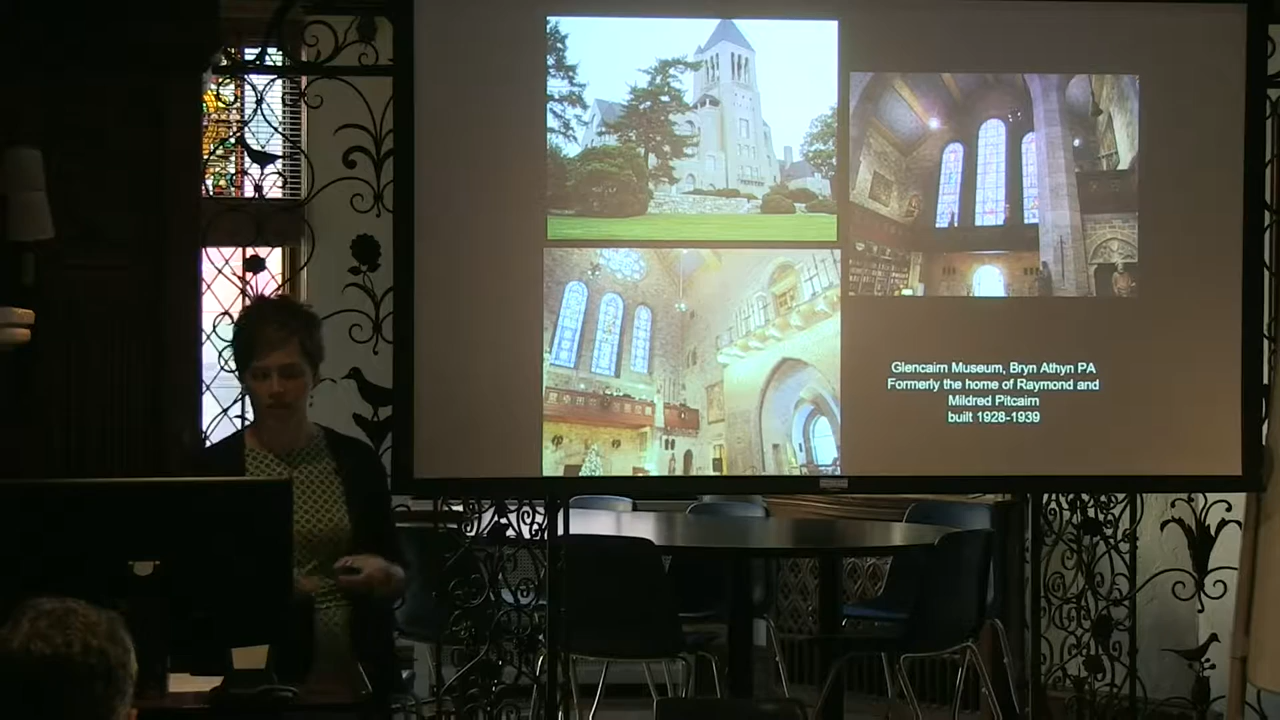 Glencairn Museum, Bryn Athyn PA
Formerly the home of Raymond and
Mildred Pitcairn
built 1928-1939